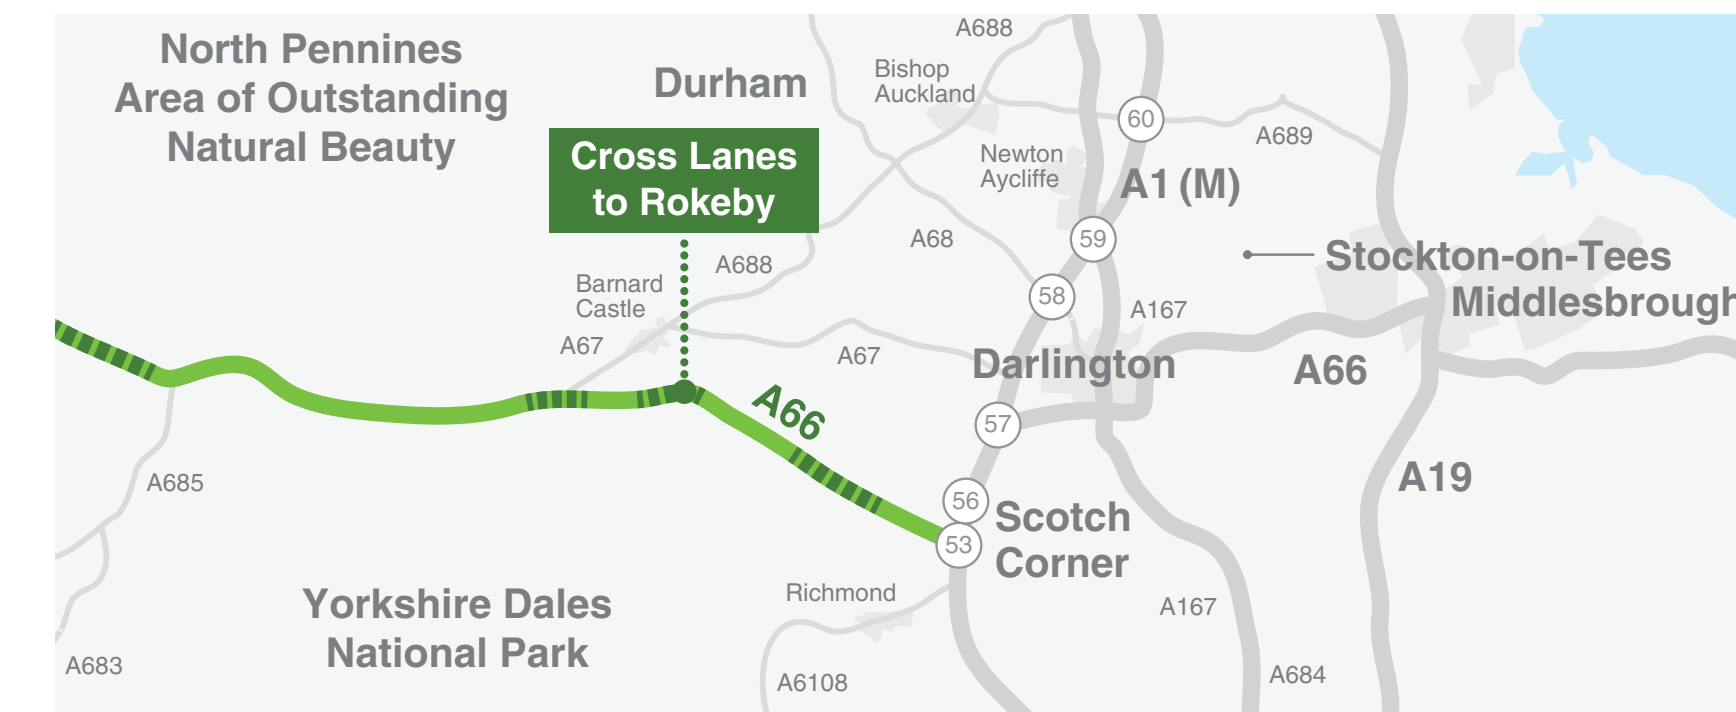 North Pennines
Area of Outstanding
Natural Beauty
Durham
A688
Bishop
Auckland
60
A689
Newton
Aycliffe
A1 (M)
Cross Lanes
to Rokeby
A68
59
Stockton-on-Tees
Middlesbrough
A688
Barnard
Castle
58
A167
A67
A67
Darlington
A66
A66
57
A685
A19
56
Scotch
Corner
53
Richmond
Yorkshire Dales
National Park
A167
A683
A6108
A684